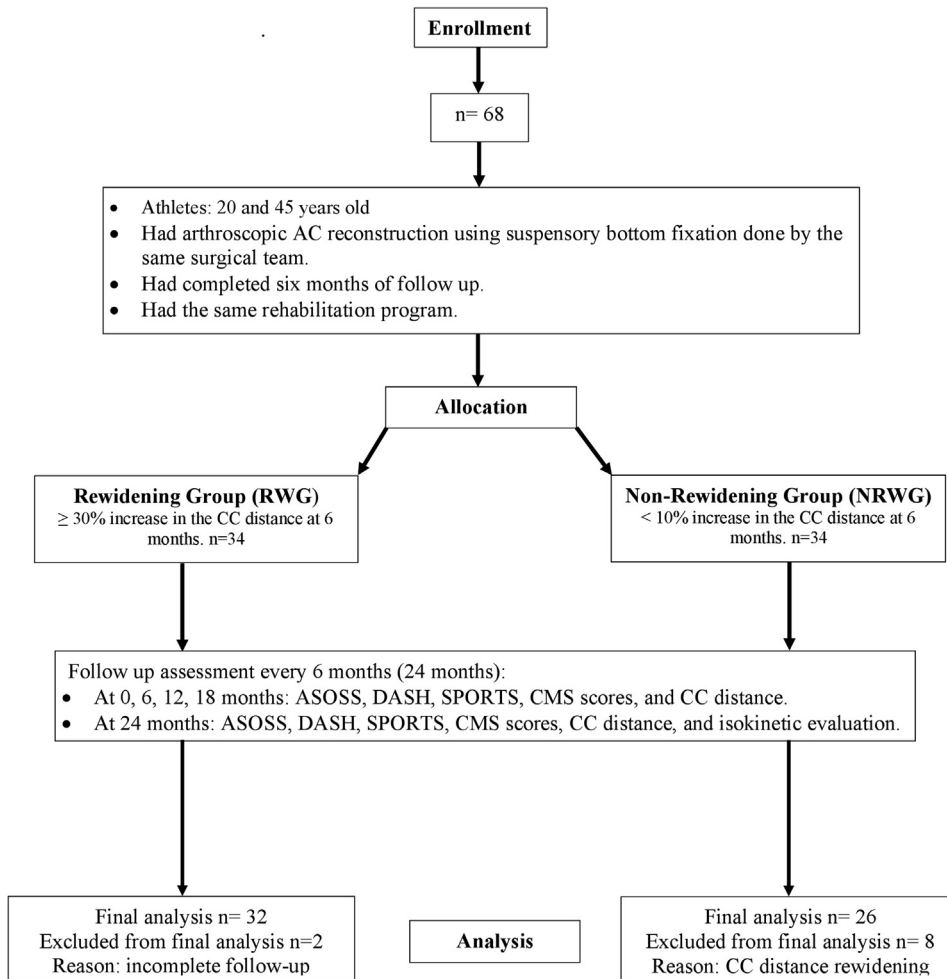 Enrollment
n= 68
• Athletes: 20 and 45 years old
• Had arthroscopic AC reconstruction using suspensory bottom fixation done by the
same surgical team.
• Had completed six months of follow up.
• Had the same rehabilitation program.
Allocation
Rewidening Group (RWG)
≥ 30% increase in the CC distance at 6
months. n=34
Non-Rewidening Group (NRWG)
< 10% increase in the CC distance at 6
months. n=34
Follow up assessment every 6 months (24 months):
• At 0, 6, 12, 18 months: ASOSS, DASH, SPORTS, CMS scores, and CC distance.
• At 24 months: ASOSS, DASH, SPORTS, CMS scores, CC distance, and isokinetic evaluation.
Final analysis n= 32
Excluded from final analysis n=2
Reason: incomplete follow-up
Analysis
Final analysis n= 26
Excluded from final analysis n= 8
Reason: CC distance rewidening